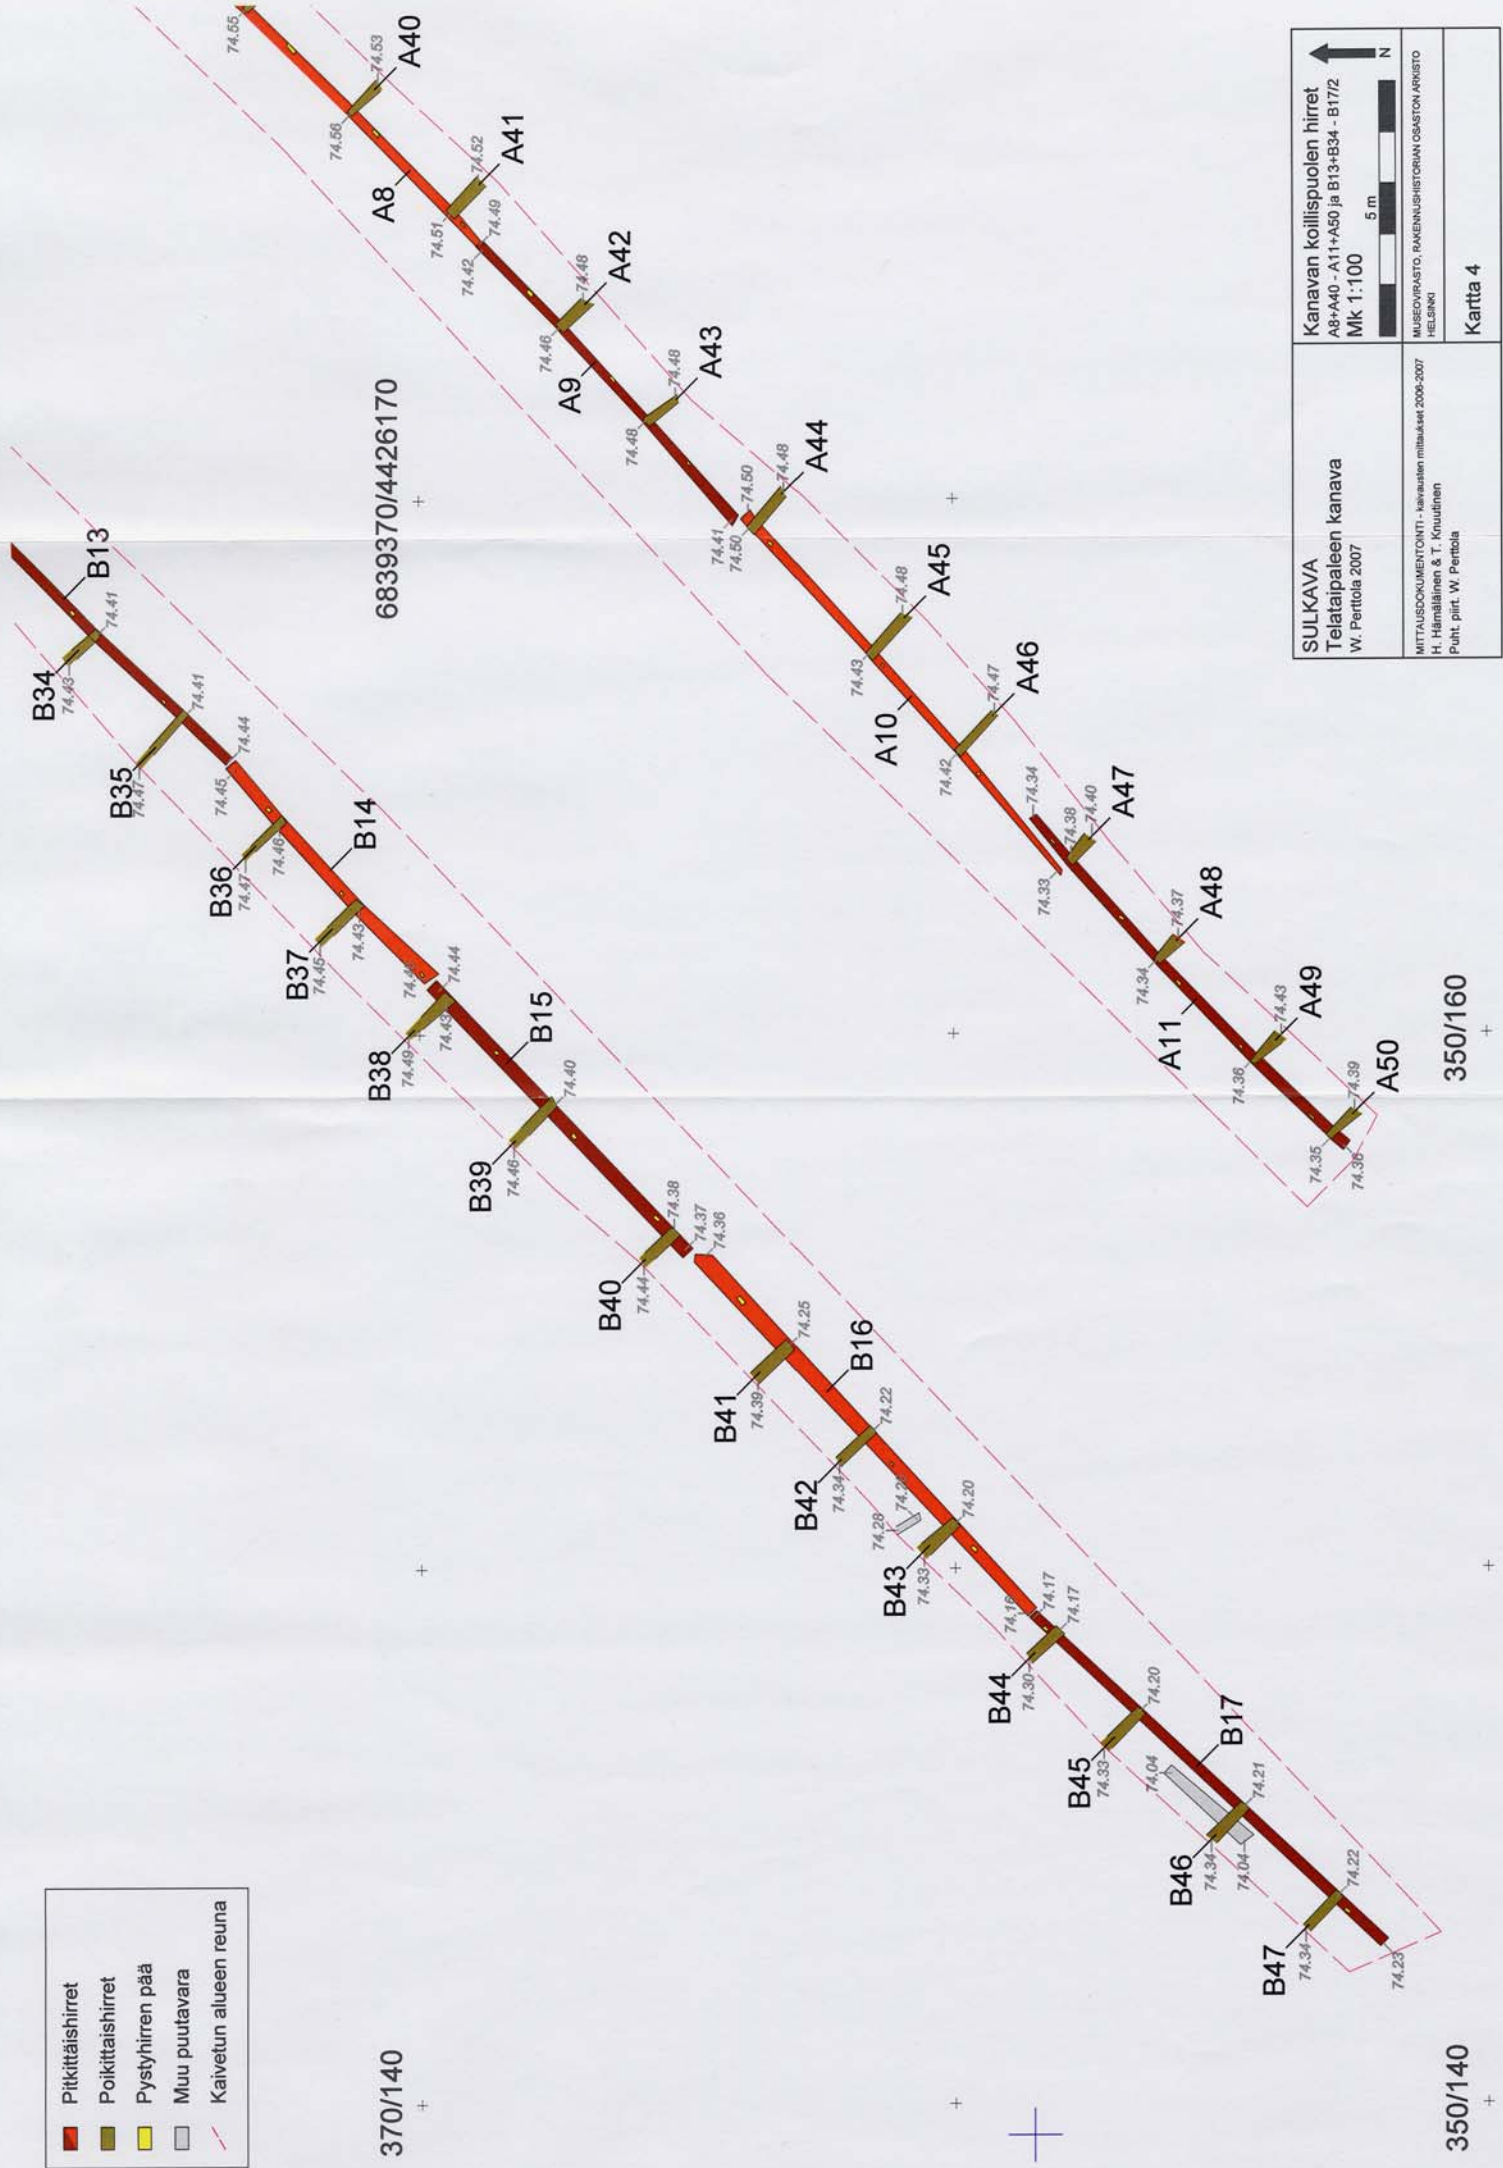 Pitkittäishirret
Poikittaishirret
Pystyhirren pää
Muu puutavara
Kaivetun alueen reuna
370/140
6839370/4426170
350/140
350/160
B13
B34
74.43
74.41
B35
74.47
74.41
74.44
74.45
B14
B36
74.47
74.46
B37
74.45
74.43
74.44
B38
74.49
74.43
B15
B39
74.46
74.40
B40
74.44
74.38
74.37
74.36
B41
74.39
74.25
B16
B42
74.34
74.22
74.28
B43
74.33
74.20
74.16
74.17
74.17
B44
74.30
B45
74.33
74.20
B17
74.04
B46
74.34
74.04
74.21
B47
74.34
74.22
74.23
74.55
A40
74.53
74.56
A8
A41
74.52
74.51
74.49
74.42
A42
74.48
74.46
A9
A43
74.48
74.48
74.41
74.50
74.50
A44
74.48
A45
74.48
74.43
A10
A46
74.47
74.42
74.34
74.33
74.38
74.40
A47
A48
74.37
74.34
A11
A49
74.43
74.36
A50
74.39
74.35
74.36
SULKAVA
Telataipaleen kanava
W. Perttola 2007
Kanavan koillispuolen hirret
A8+A40 - A11+A50 ja B13+B34 - B17/2
Mk 1:100
5 m
N
MITTAUSDOKUMENTOINTI - kaivausten mittaukset 2006-2007
H. Hämäläinen & T. Knuutinen
Puht. piirt. W. Perttola
MUSEOVIRASTO, RAKENNUSHISTORIAN OSASTON ARKISTO
HELSINKI
Kartta 4